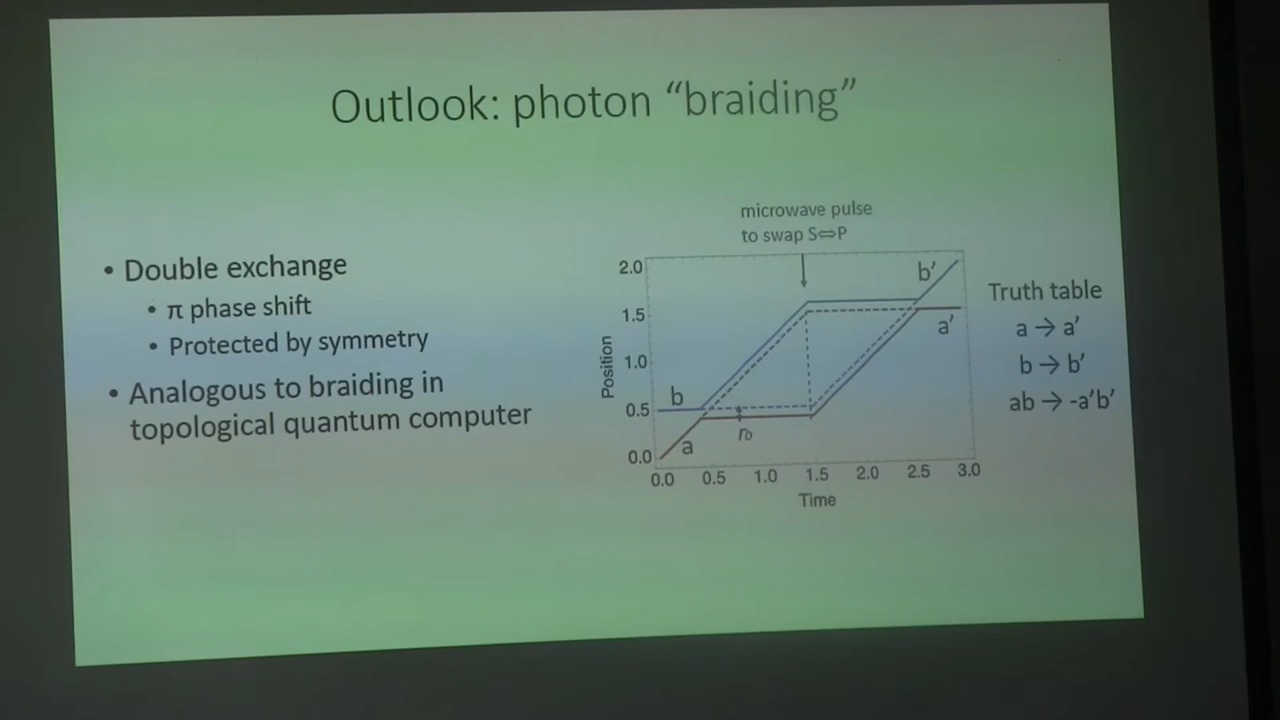 Outlook: photon “braiding”
• Double exchange
• π phase shift
• Protected by symmetry
• Analogous to braiding in
topological quantum computer
microwave pulse
to swap S⇔P
2.0
1.5
1.0
0.5
0.0
Position
b
a
r₀
b′
a′
0.0 0.5 1.0 1.5 2.0 2.5 3.0
Time
Truth table
a → a′
b → b′
ab → -a′b′